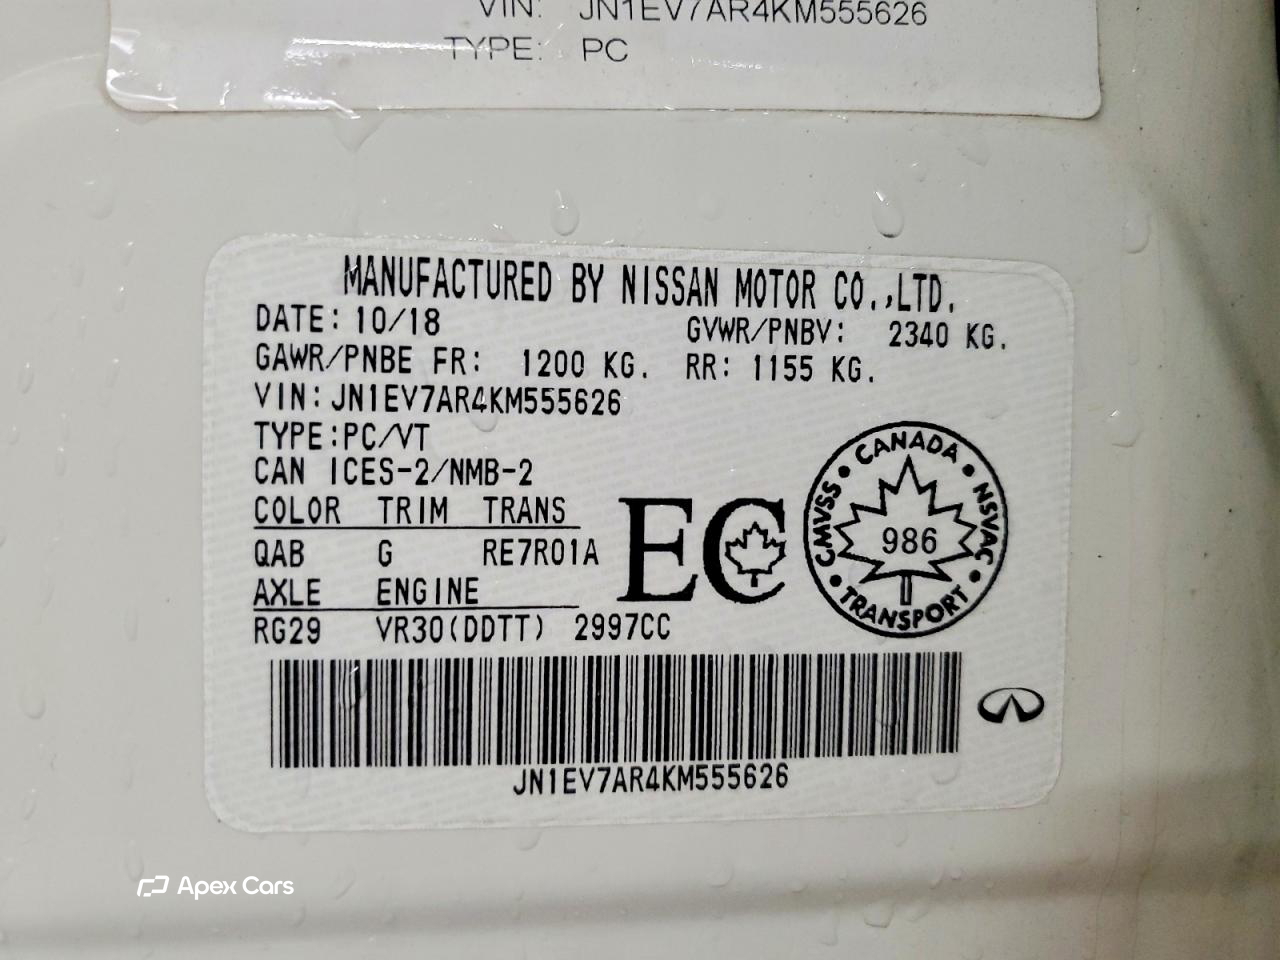 VIN: JN1EV7AR4KM555626
TYPE: PC
MANUFACTURED BY NISSAN MOTOR CO.,LTD.
DATE: 10/18 GVWR/PNBV: 2340 KG.
GAWR/PNBE FR: 1200 KG. RR: 1155 KG.
VIN: JN1EV7AR4KM555626
TYPE:PC/VT
CAN ICES-2/NMB-2
COLOR TRIM TRANS
QAB G RE7R01A
AXLE ENGINE
RG29 VR30(DDTT) 2997CC
EC
CANADA
CMVSS
NSVAC
986
TRANSPORT
JN1EV7AR4KM555626
Apex Cars